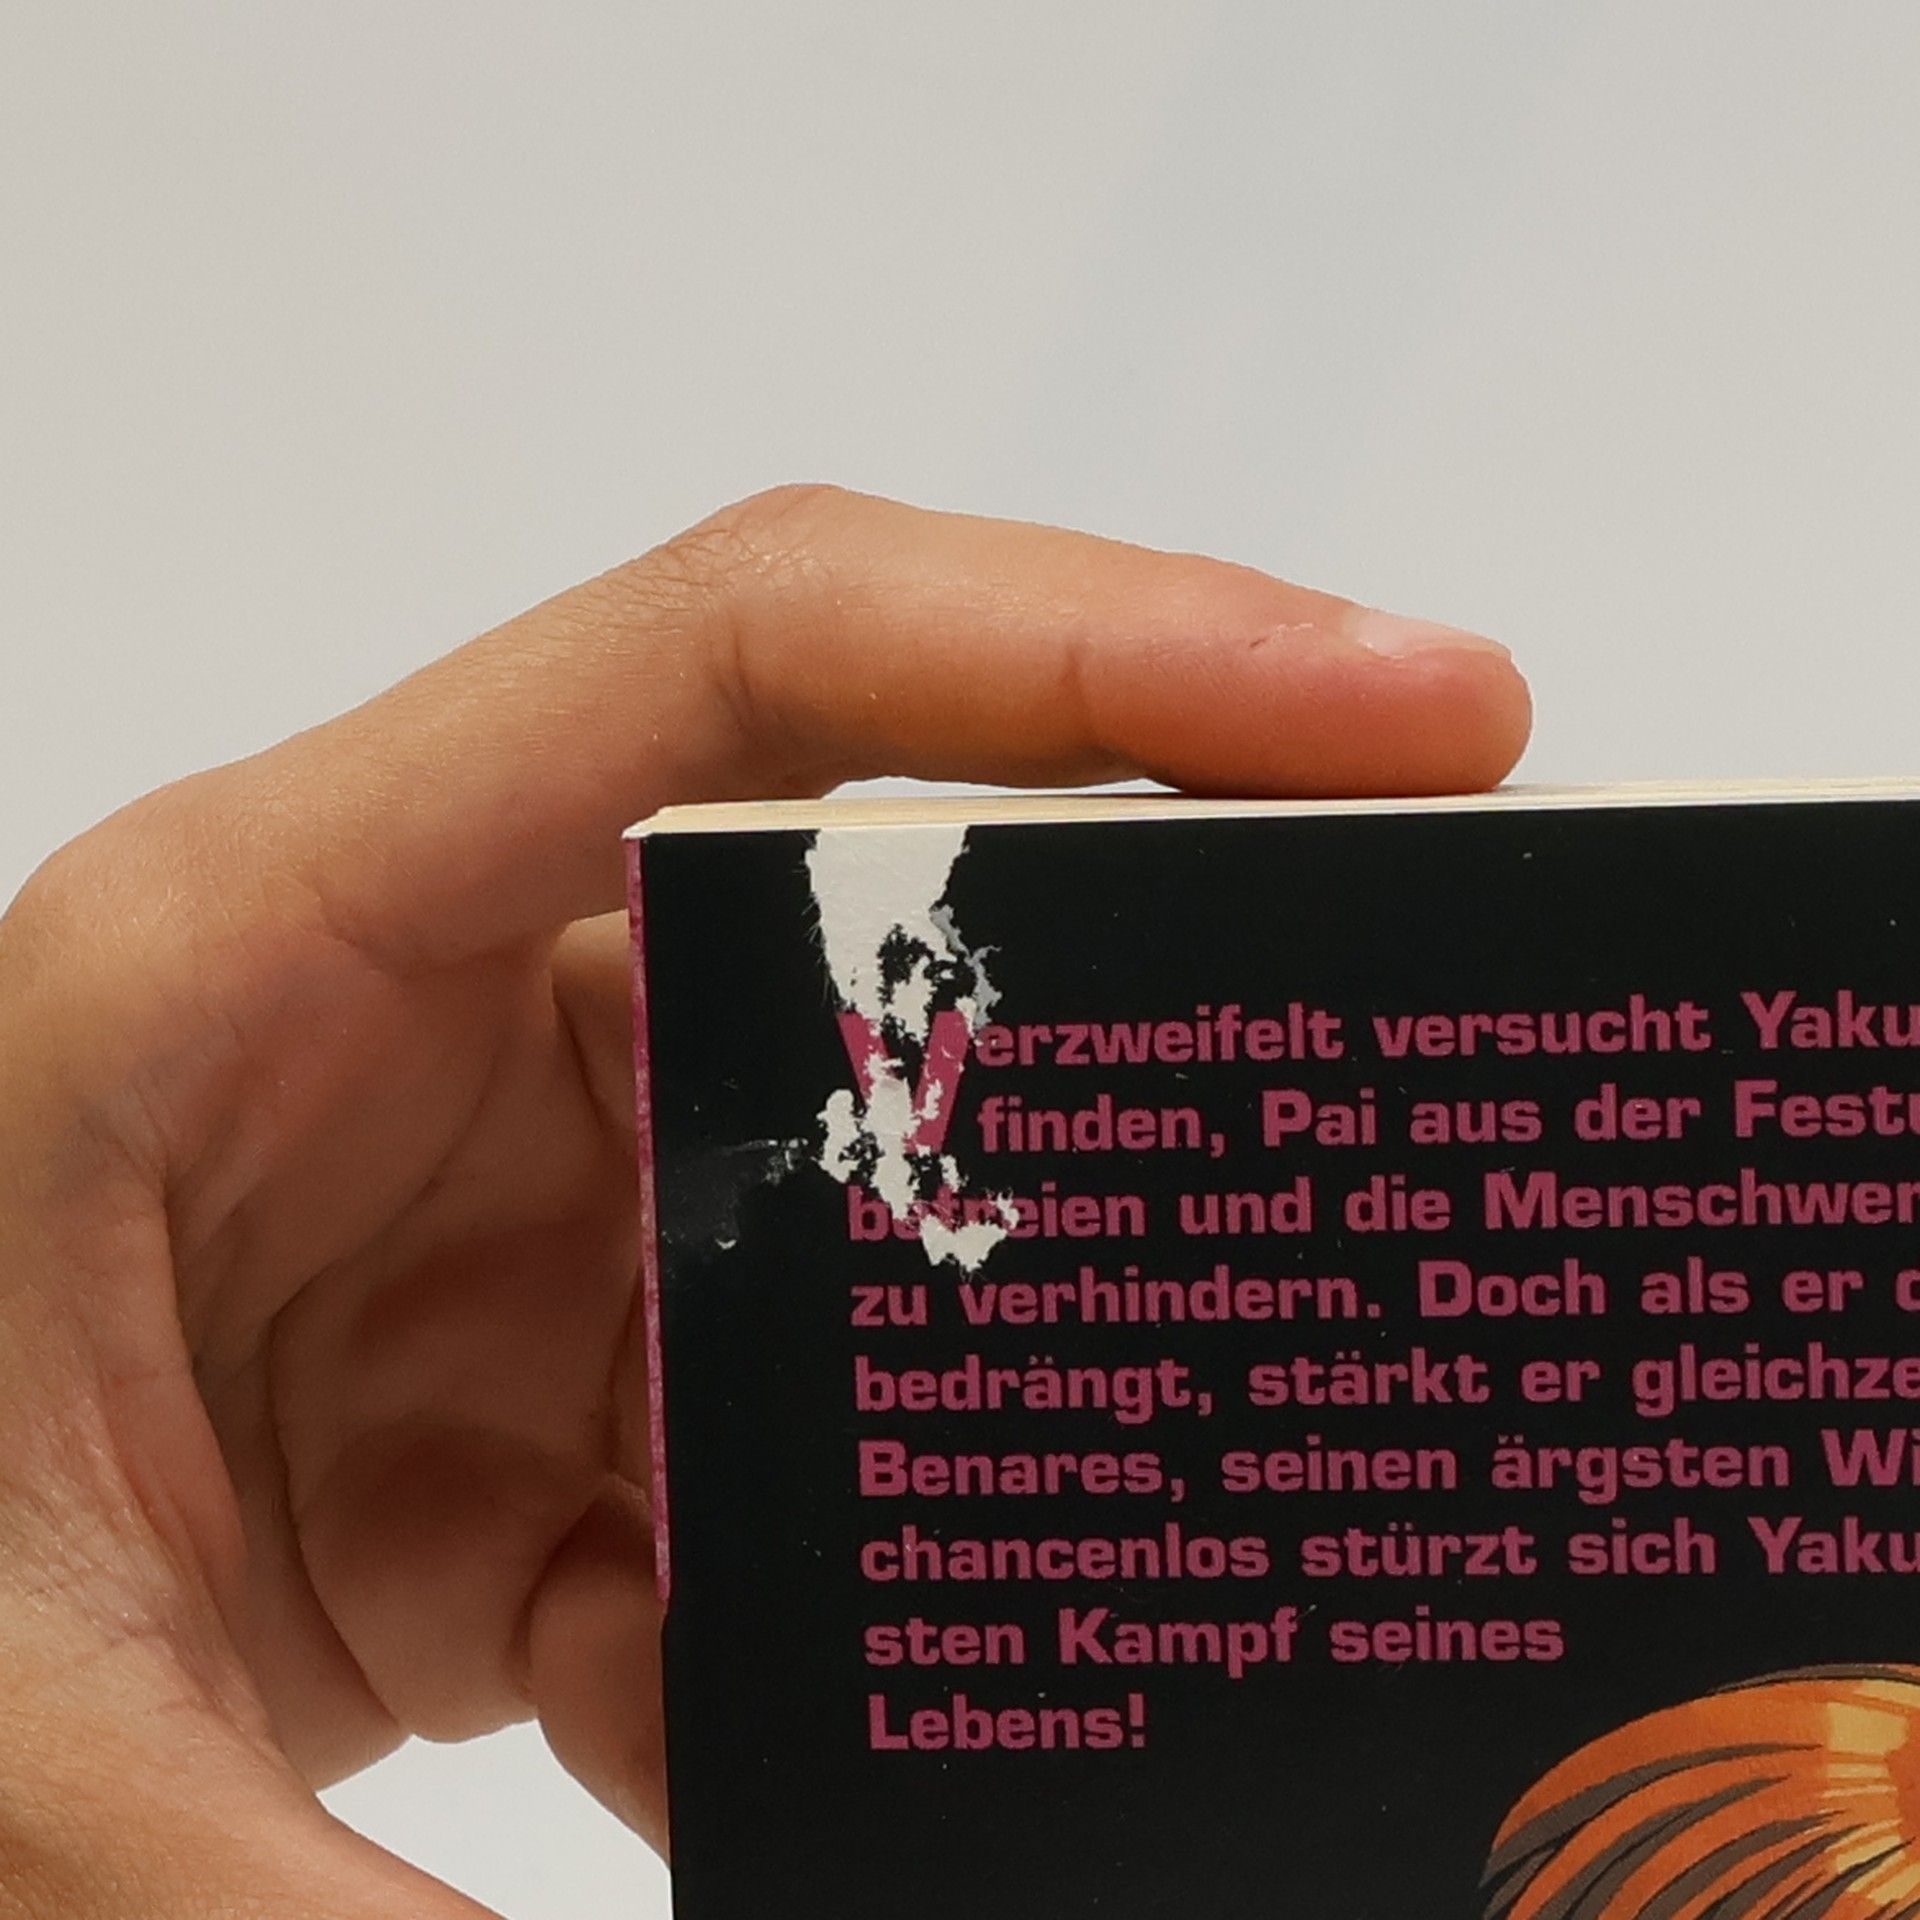 Verzweifelt versucht Yaku
finden, Pai aus der Festu
befreien und die Menschwer
zu verhindern. Doch als er
bedrängt, stärkt er gleichze
Benares, seinen ärgsten Wi
chancenlos stürzt sich Yaku
sten Kampf seines
Lebens!